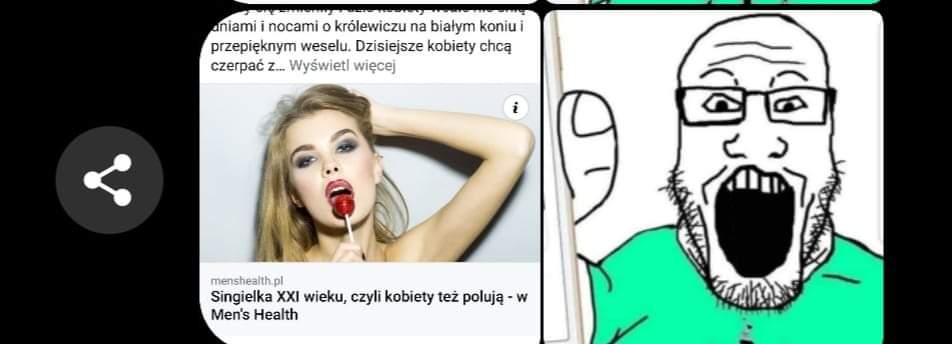 dniami i nocami o królewiczu na białym koniu i
przepięknym weselu. Dzisiejsze kobiety chcą
czerpać z... Wyświetl więcej
i
menshealth.pl
Singielka XXI wieku, czyli kobiety też polują - w
Men's Health